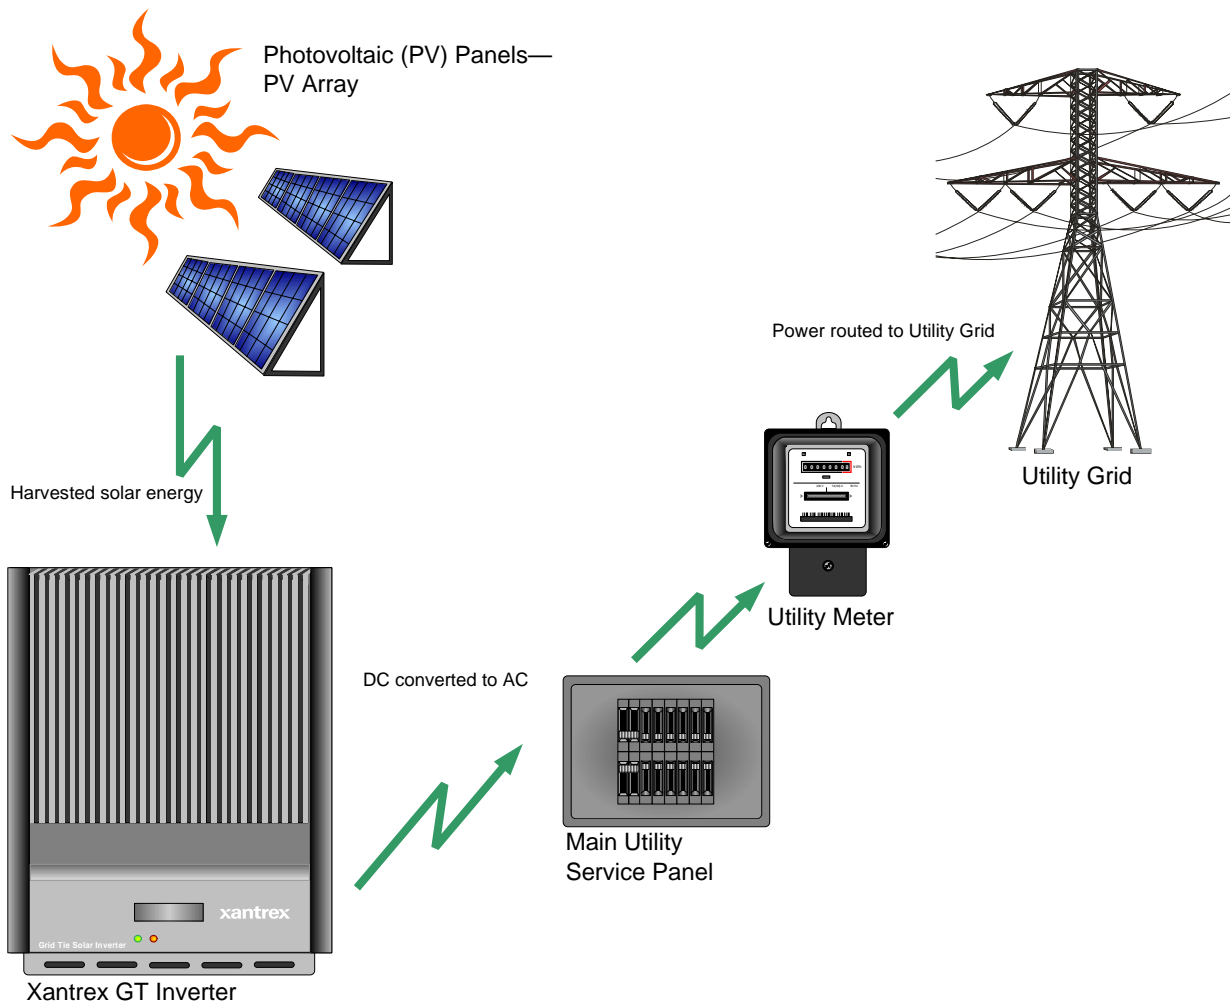 Photovoltaic (PV) Panels—
PV Array
Power routed to Utility Grid
Utility Grid
Harvested solar energy
Utility Meter
DC converted to AC
Main Utility
Service Panel
xantrex
Grid Tie Solar Inverter
Xantrex GT Inverter